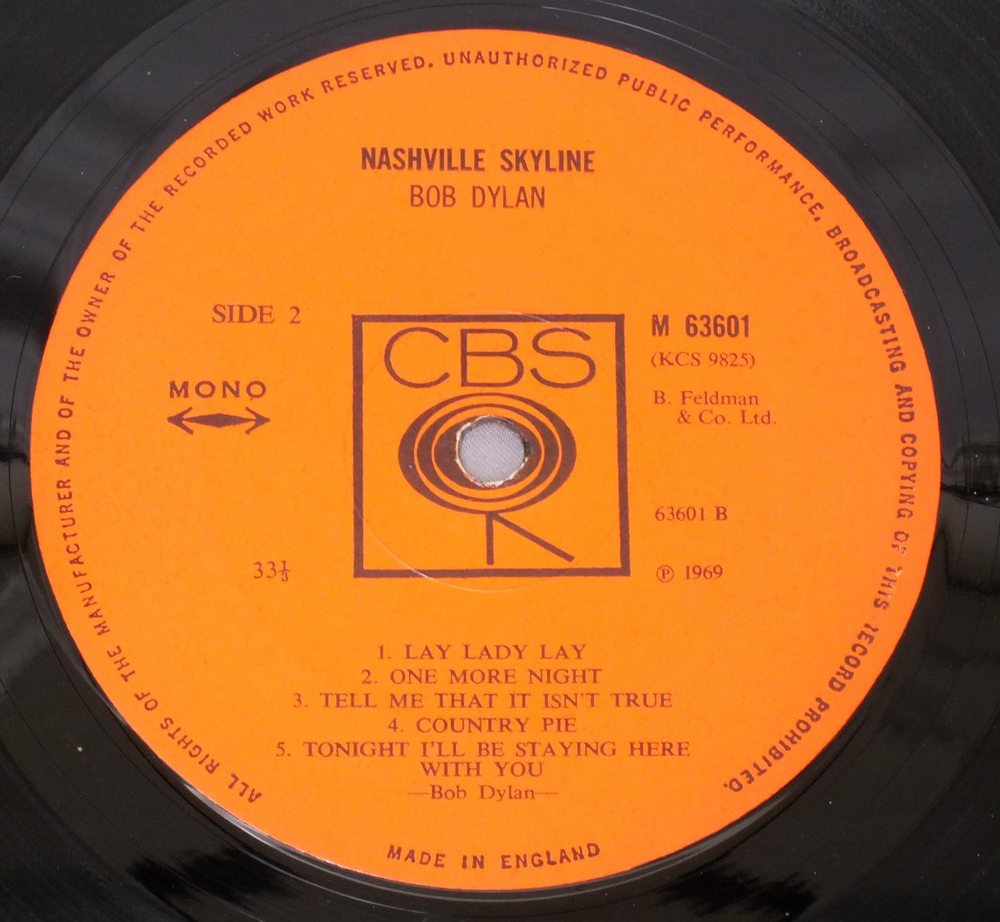 ALL RIGHTS OF THE MANUFACTURER AND OF THE OWNER OF THE RECORDED WORK RESERVED. UNAUTHORIZED PUBLIC PERFORMANCE, BROADCASTING AND COPYING OF THIS RECORD PROHIBITED.
NASHVILLE SKYLINE
BOB DYLAN
SIDE 2
MONO
33⅓
CBS
M 63601
(KCS 9825)
B. Feldman
& Co. Ltd.
63601 B
℗ 1969
1. LAY LADY LAY
2. ONE MORE NIGHT
3. TELL ME THAT IT ISN'T TRUE
4. COUNTRY PIE
5. TONIGHT I'LL BE STAYING HERE
WITH YOU
—Bob Dylan—
MADE IN ENGLAND